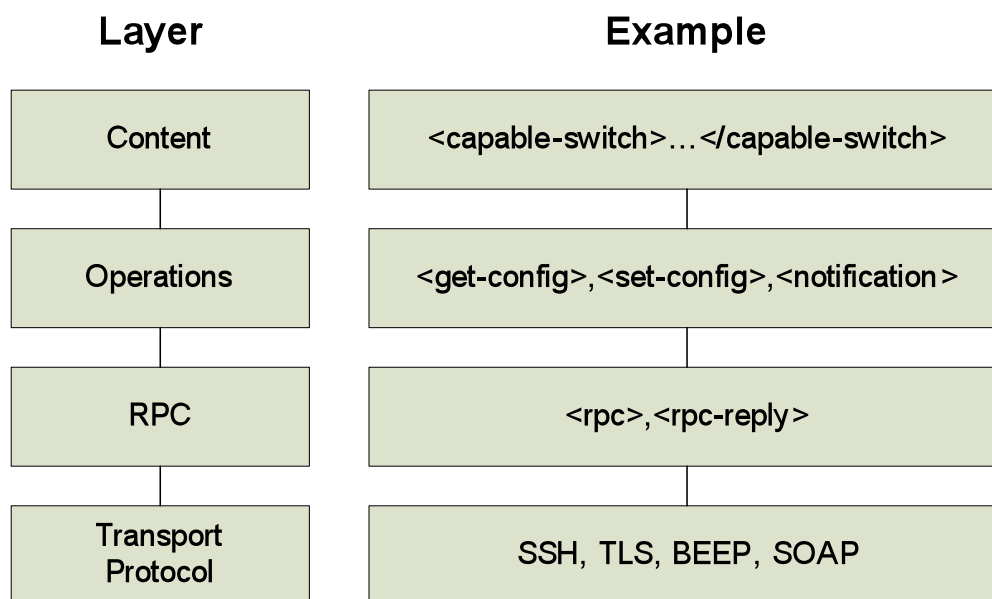 Layer Example
Content <capable-switch>…</capable-switch>
Operations <get-config>,<set-config>,<notification>
RPC <rpc>,<rpc-reply>
Transport
Protocol
SSH, TLS, BEEP, SOAP